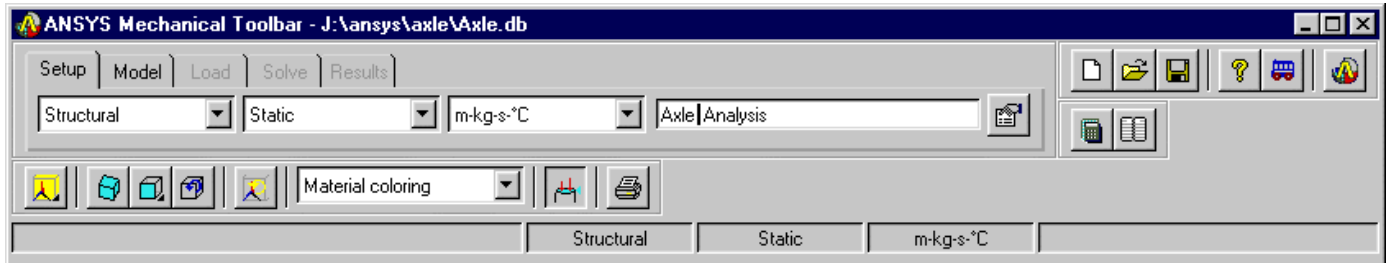 ANSYS Mechanical Toolbar - J:\ansys\axle\Axle.db
Setup Model Load Solve Results
Structural Static m-kg-s-°C Axle Analysis
Material coloring
Structural Static m-kg-s-°C